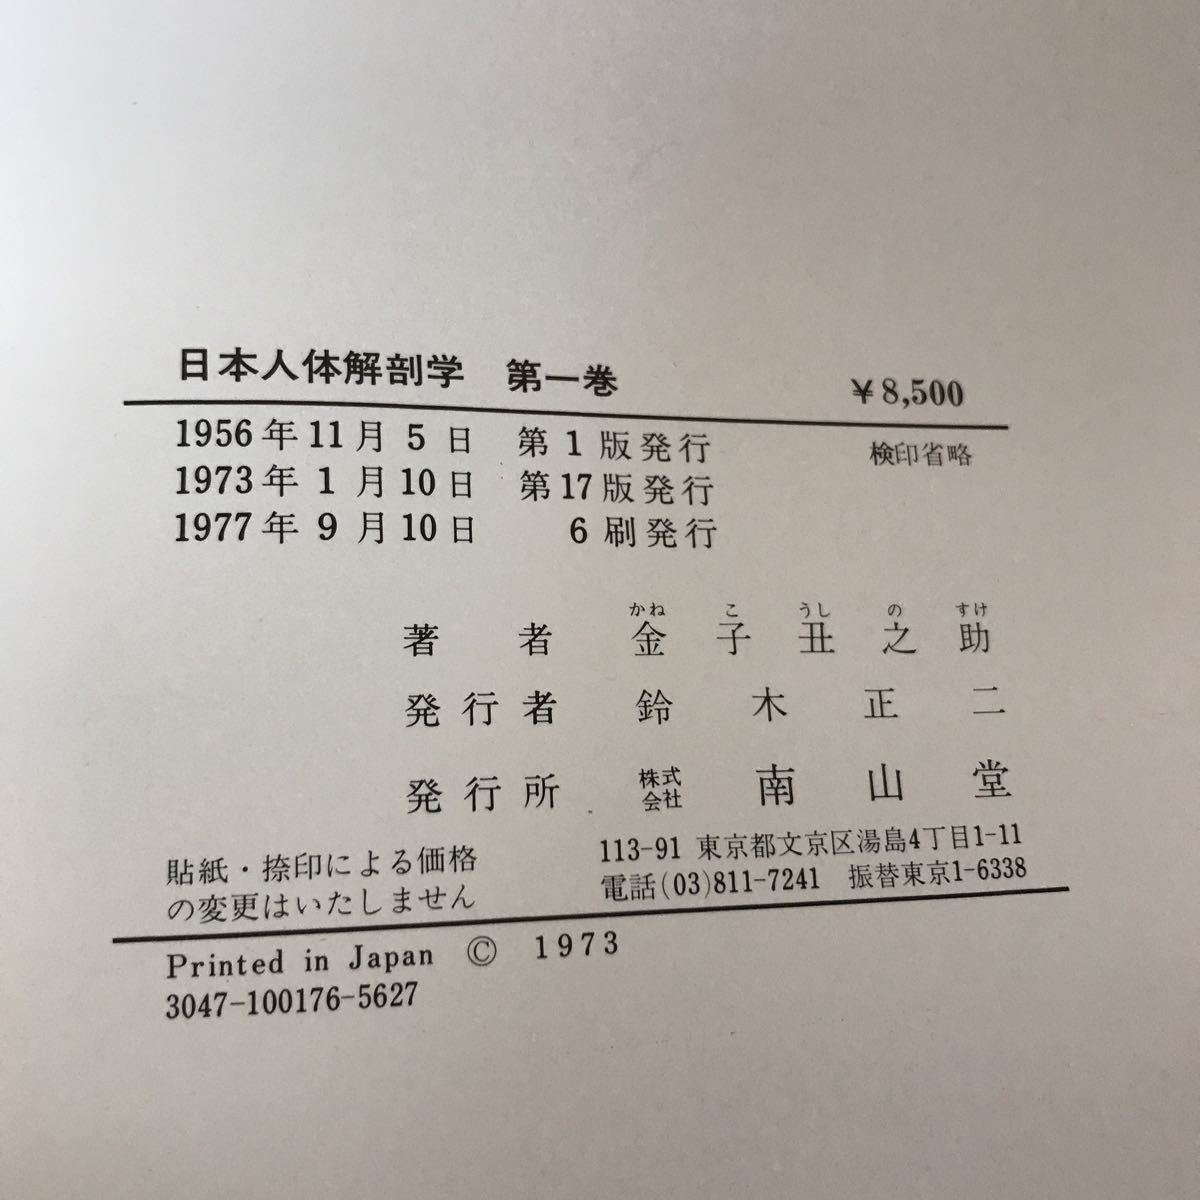 日本人体解剖学 第一巻 ¥8,500
1956年11月5日 第1版発行 検印省略
1973年1月10日 第17版発行
1977年9月10日 6刷発行
かね こ うし の すけ
著者 金子丑之助
発行者 鈴木正二
発行所 株式会社 南山堂
113-91 東京都文京区湯島4丁目1-11
電話(03)811-7241 振替東京1-6338
貼紙・捺印による価格
の変更はいたしません
Printed in Japan © 1973
3047-100176-5627